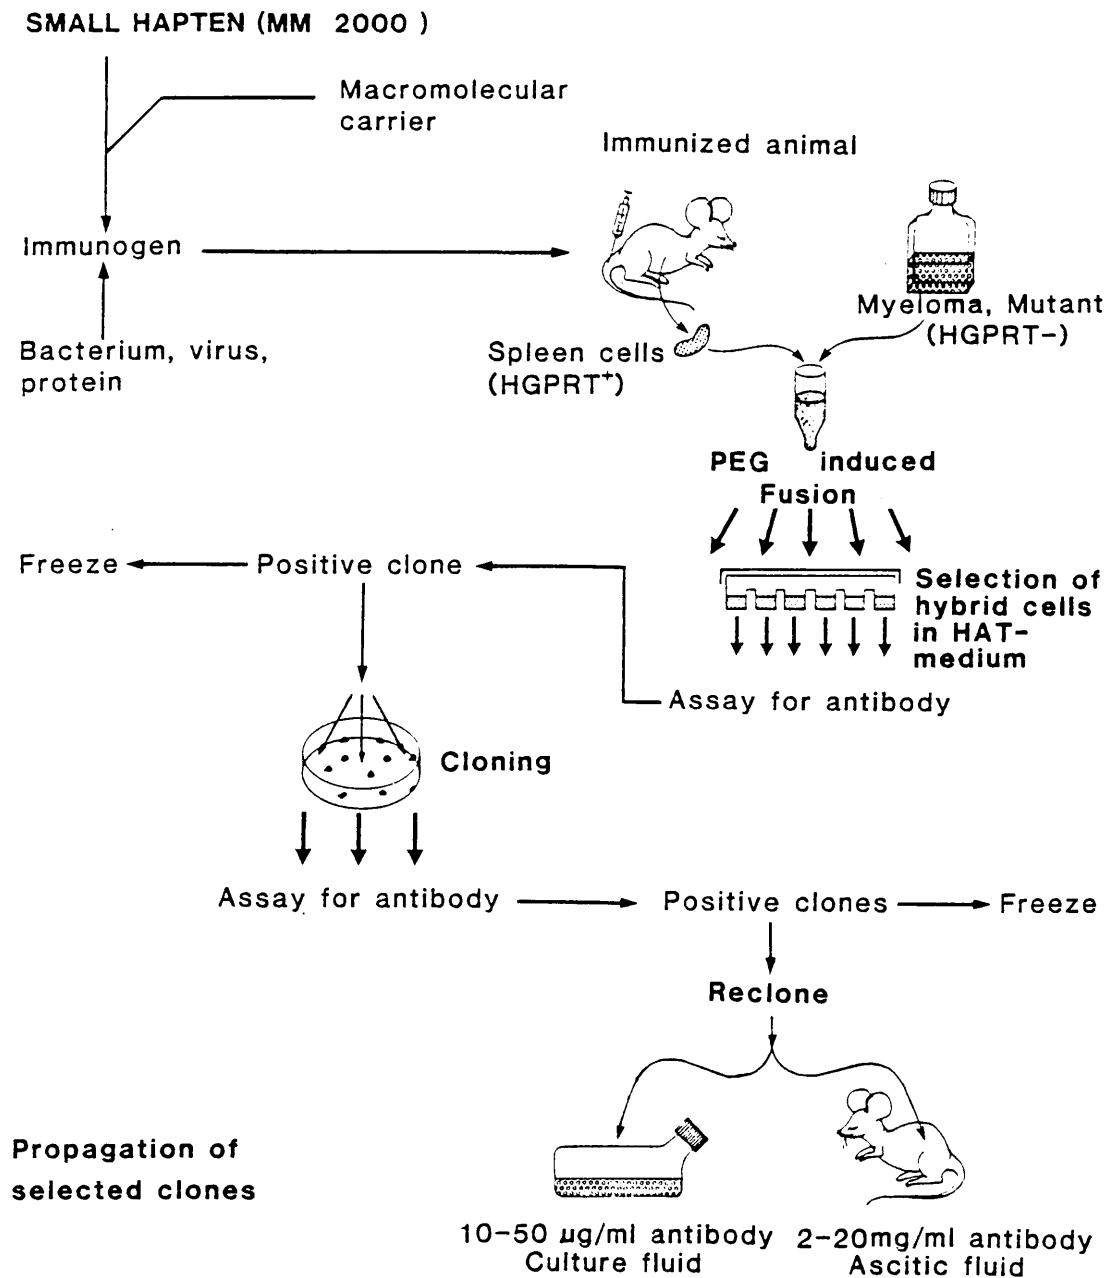 SMALL HAPTEN (MM 2000 )
Macromolecular
carrier
Immunized animal
Immunogen
Myeloma, Mutant
(HGPRT-)
Bacterium, virus,
protein
Spleen cells
(HGPRT+)
PEG induced
Fusion
Freeze
Positive clone
Selection of
hybrid cells
in HAT-
medium
Assay for antibody
Cloning
Assay for antibody
Positive clones
Freeze
Reclone
Propagation of
selected clones
10-50 µg/ml antibody
Culture fluid
2-20mg/ml antibody
Ascitic fluid